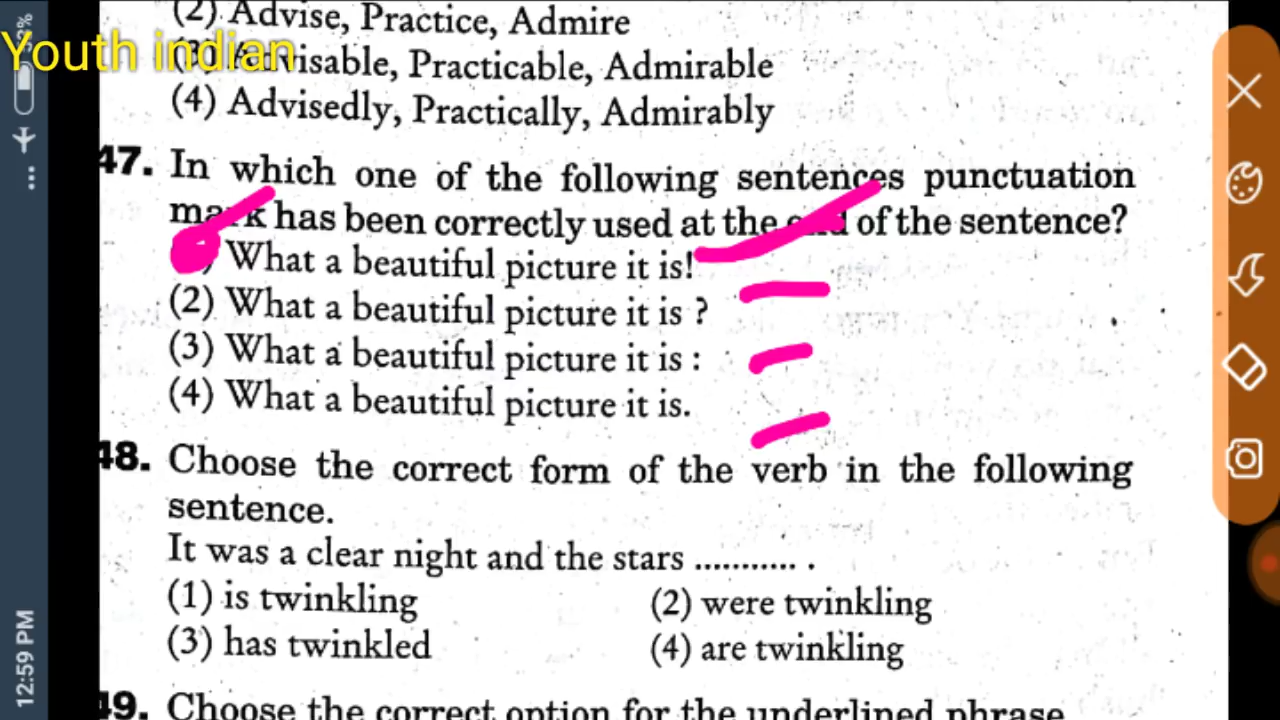 (2) Advise, Practice, Admire
Youth indian
(3) Advisable, Practicable, Admirable
(4) Advisedly, Practically, Admirably
47. In which one of the following sentences punctuation
mark has been correctly used at the end of the sentence?
What a beautiful picture it is!
(2) What a beautiful picture it is ?
(3) What a beautiful picture it is :
(4) What a beautiful picture it is.
48. Choose the correct form of the verb in the following
sentence.
It was a clear night and the stars ........... .
(1) is twinkling (2) were twinkling
(3) has twinkled (4) are twinkling
49. Choose the correct option for the underlined phrase
12:59 PM